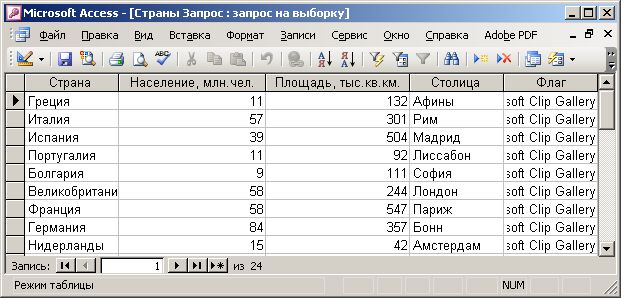 Microsoft Access - [Страны Запрос : запрос на выборку]
Файл Правка Вид Вставка Формат Записи Сервис Окно Справка Adobe PDF
Страна Население, млн.чел. Площадь, тыс.кв.км. Столица Флаг
Греция 11 132 Афины soft Clip Gallery
Италия 57 301 Рим soft Clip Gallery
Испания 39 504 Мадрид soft Clip Gallery
Португалия 11 92 Лиссабон soft Clip Gallery
Болгария 9 111 София soft Clip Gallery
Великобритани 58 244 Лондон soft Clip Gallery
Франция 58 547 Париж soft Clip Gallery
Германия 84 357 Бонн soft Clip Gallery
Нидерланды 15 42 Амстердам soft Clip Gallery
Запись: 1 из 24
Режим таблицы NUM